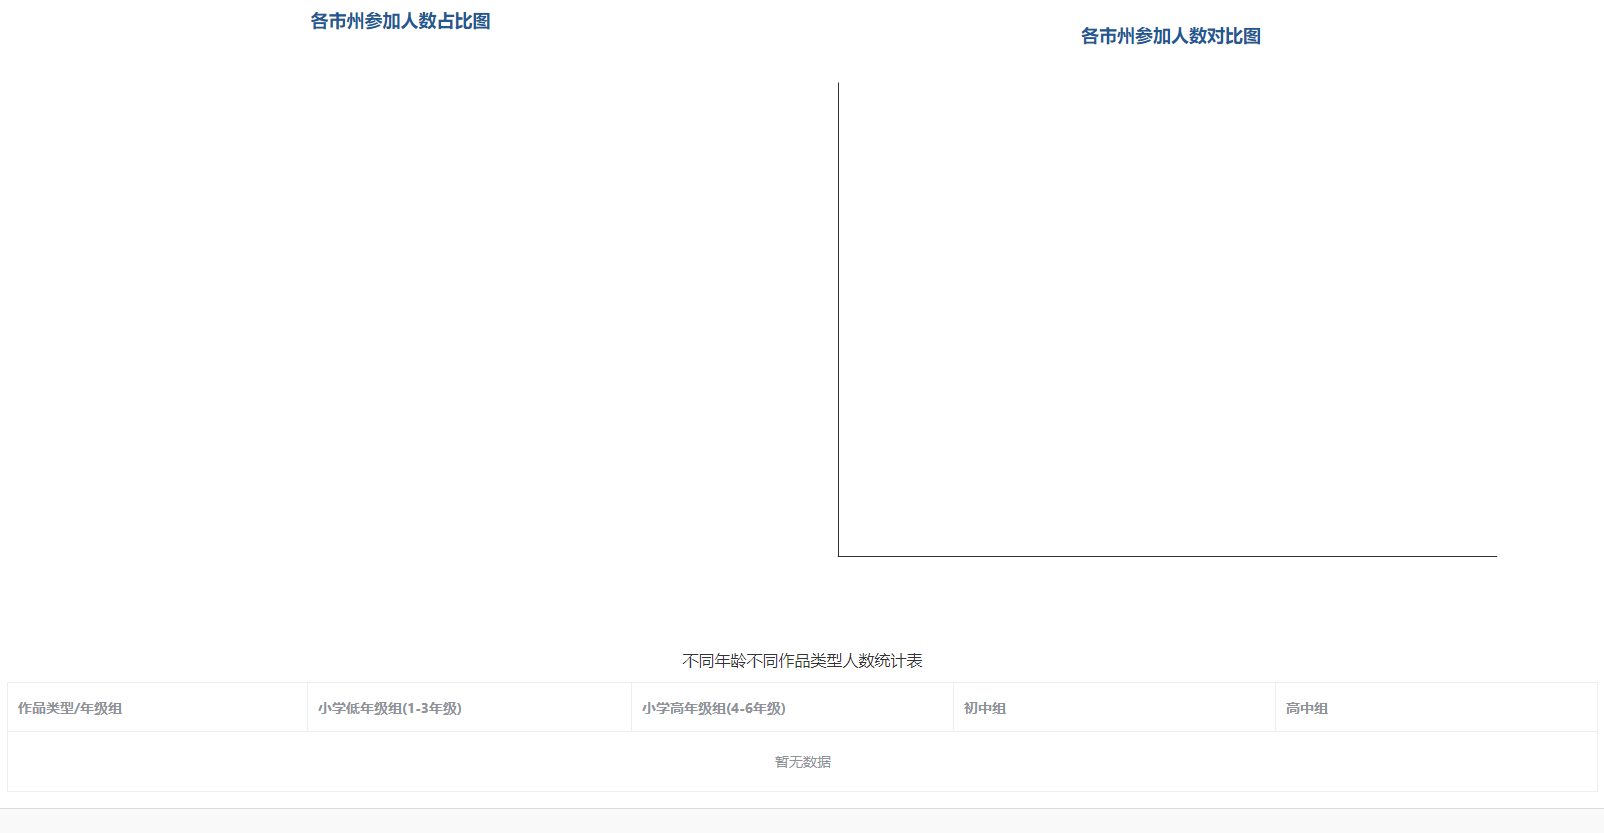 各市州参加人数占比图
各市州参加人数对比图
不同年龄不同作品类型人数统计表
作品类型/年级组
小学低年级组(1-3年级)
小学高年级组(4-6年级)
初中组
高中组
暂无数据